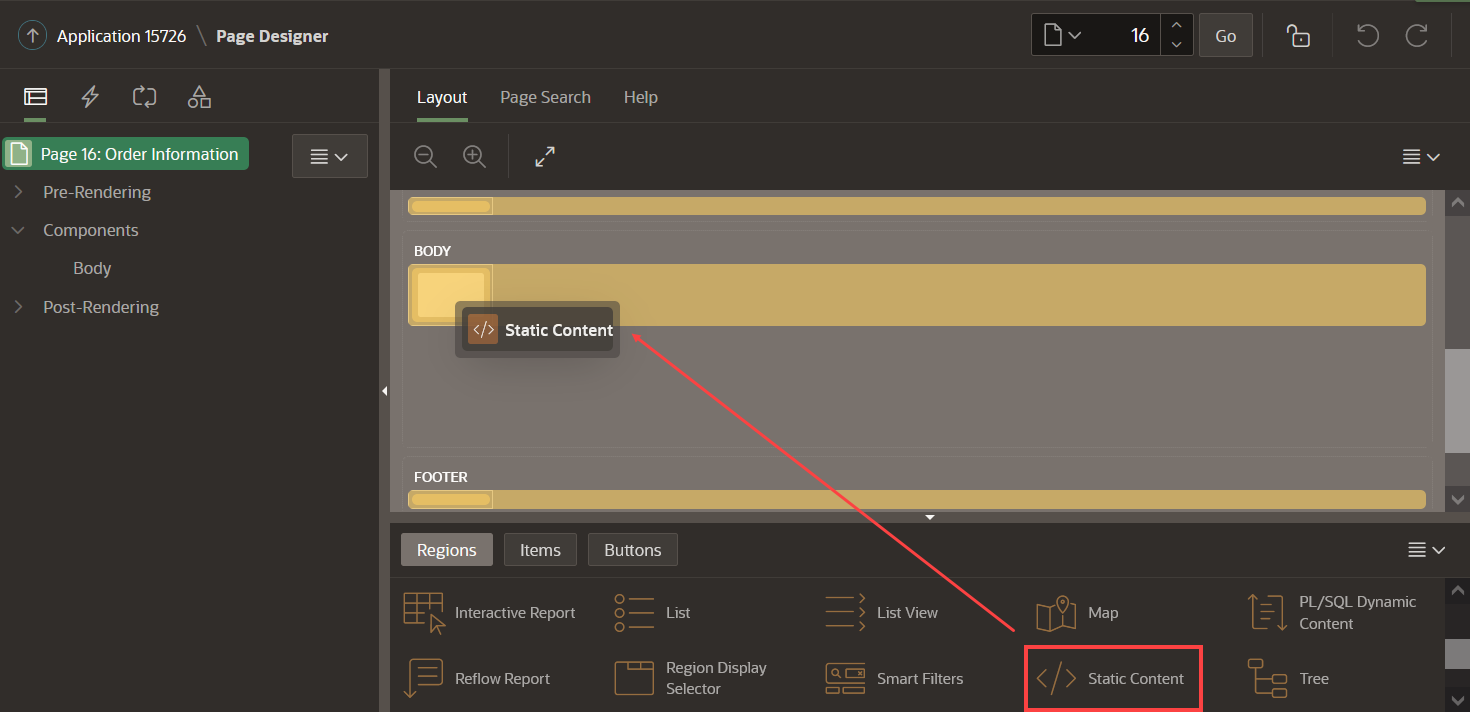 Application 15726 \ Page Designer
16
Go
Layout
Page Search
Help
Page 16: Order Information
Pre-Rendering
Components
Body
Post-Rendering
BODY
</> Static Content
FOOTER
Regions
Items
Buttons
Interactive Report
List
List View
Map
PL/SQL Dynamic
Content
Reflow Report
Region Display
Selector
Smart Filters
</> Static Content
Tree